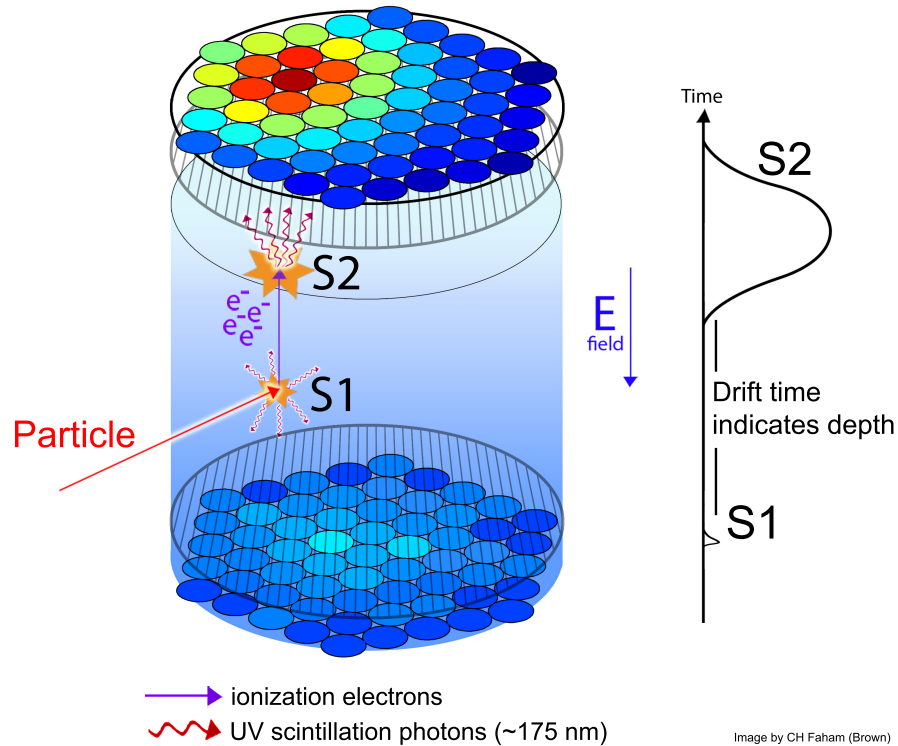 Time
S2
S2
e-
e-
e-
e-
E
field
S1
Drift time
indicates depth
Particle
S1
ionization electrons
UV scintillation photons (~175 nm)
Image by CH Faham (Brown)